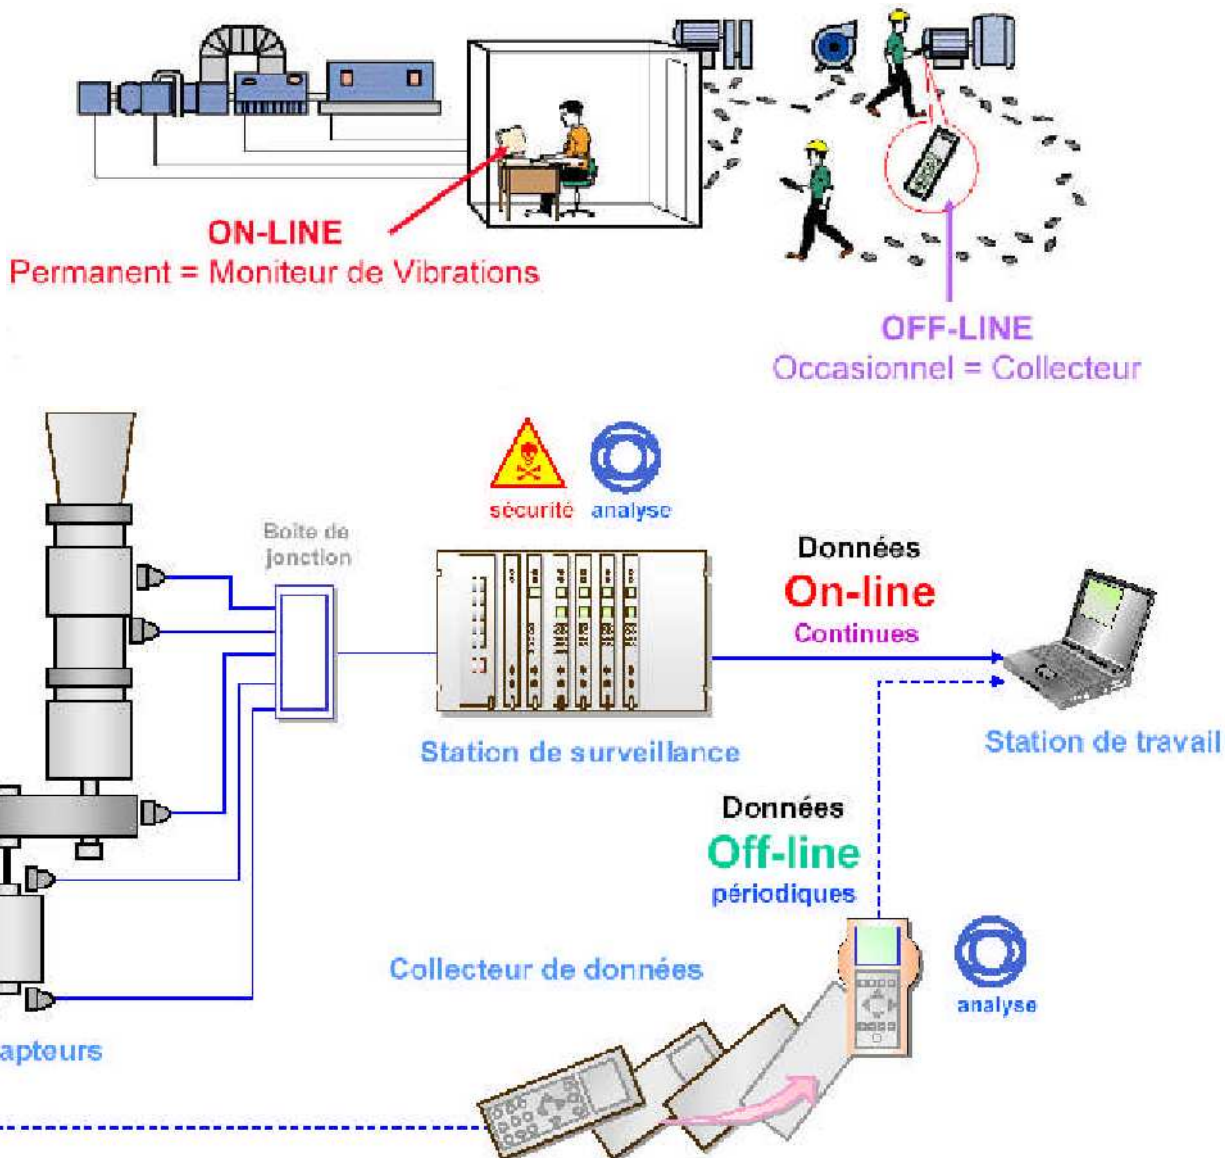 ON-LINE
Permanent = Moniteur de Vibrations
OFF-LINE
Occasionnel = Collecteur
sécurité
analyse
Boîte de
jonction
Données
On-line
Continues
Station de surveillance
Station de travail
Données
Off-line
périodiques
Collecteur de données
analyse
apteurs